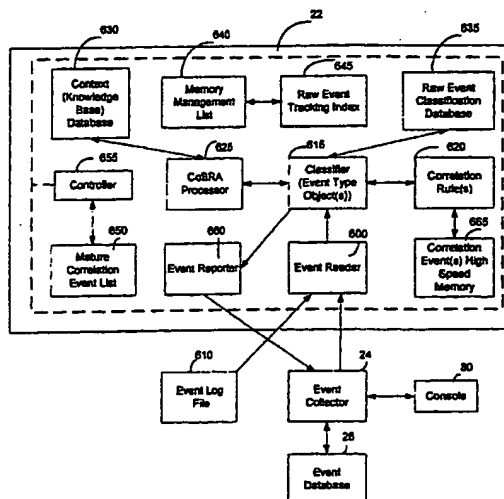 630
22
640
645
635
Context
(Knowledge
Base)
Database
Memory
Management
List
Raw Event
Tracking Index
Raw Event
Classification
Database
655
625
615
620
Controller
CoBRA
Processor
Classifier
(Event Type
Object(s))
Correlation
Rule(s)
650
660
600
665
Mature
Correlation
Event List
Event Reporter
Event Reader
Correlation
Event(s) High
Speed
Memory
610
24
80
Event Log
File
Event
Collector
Console
26
Event
Database